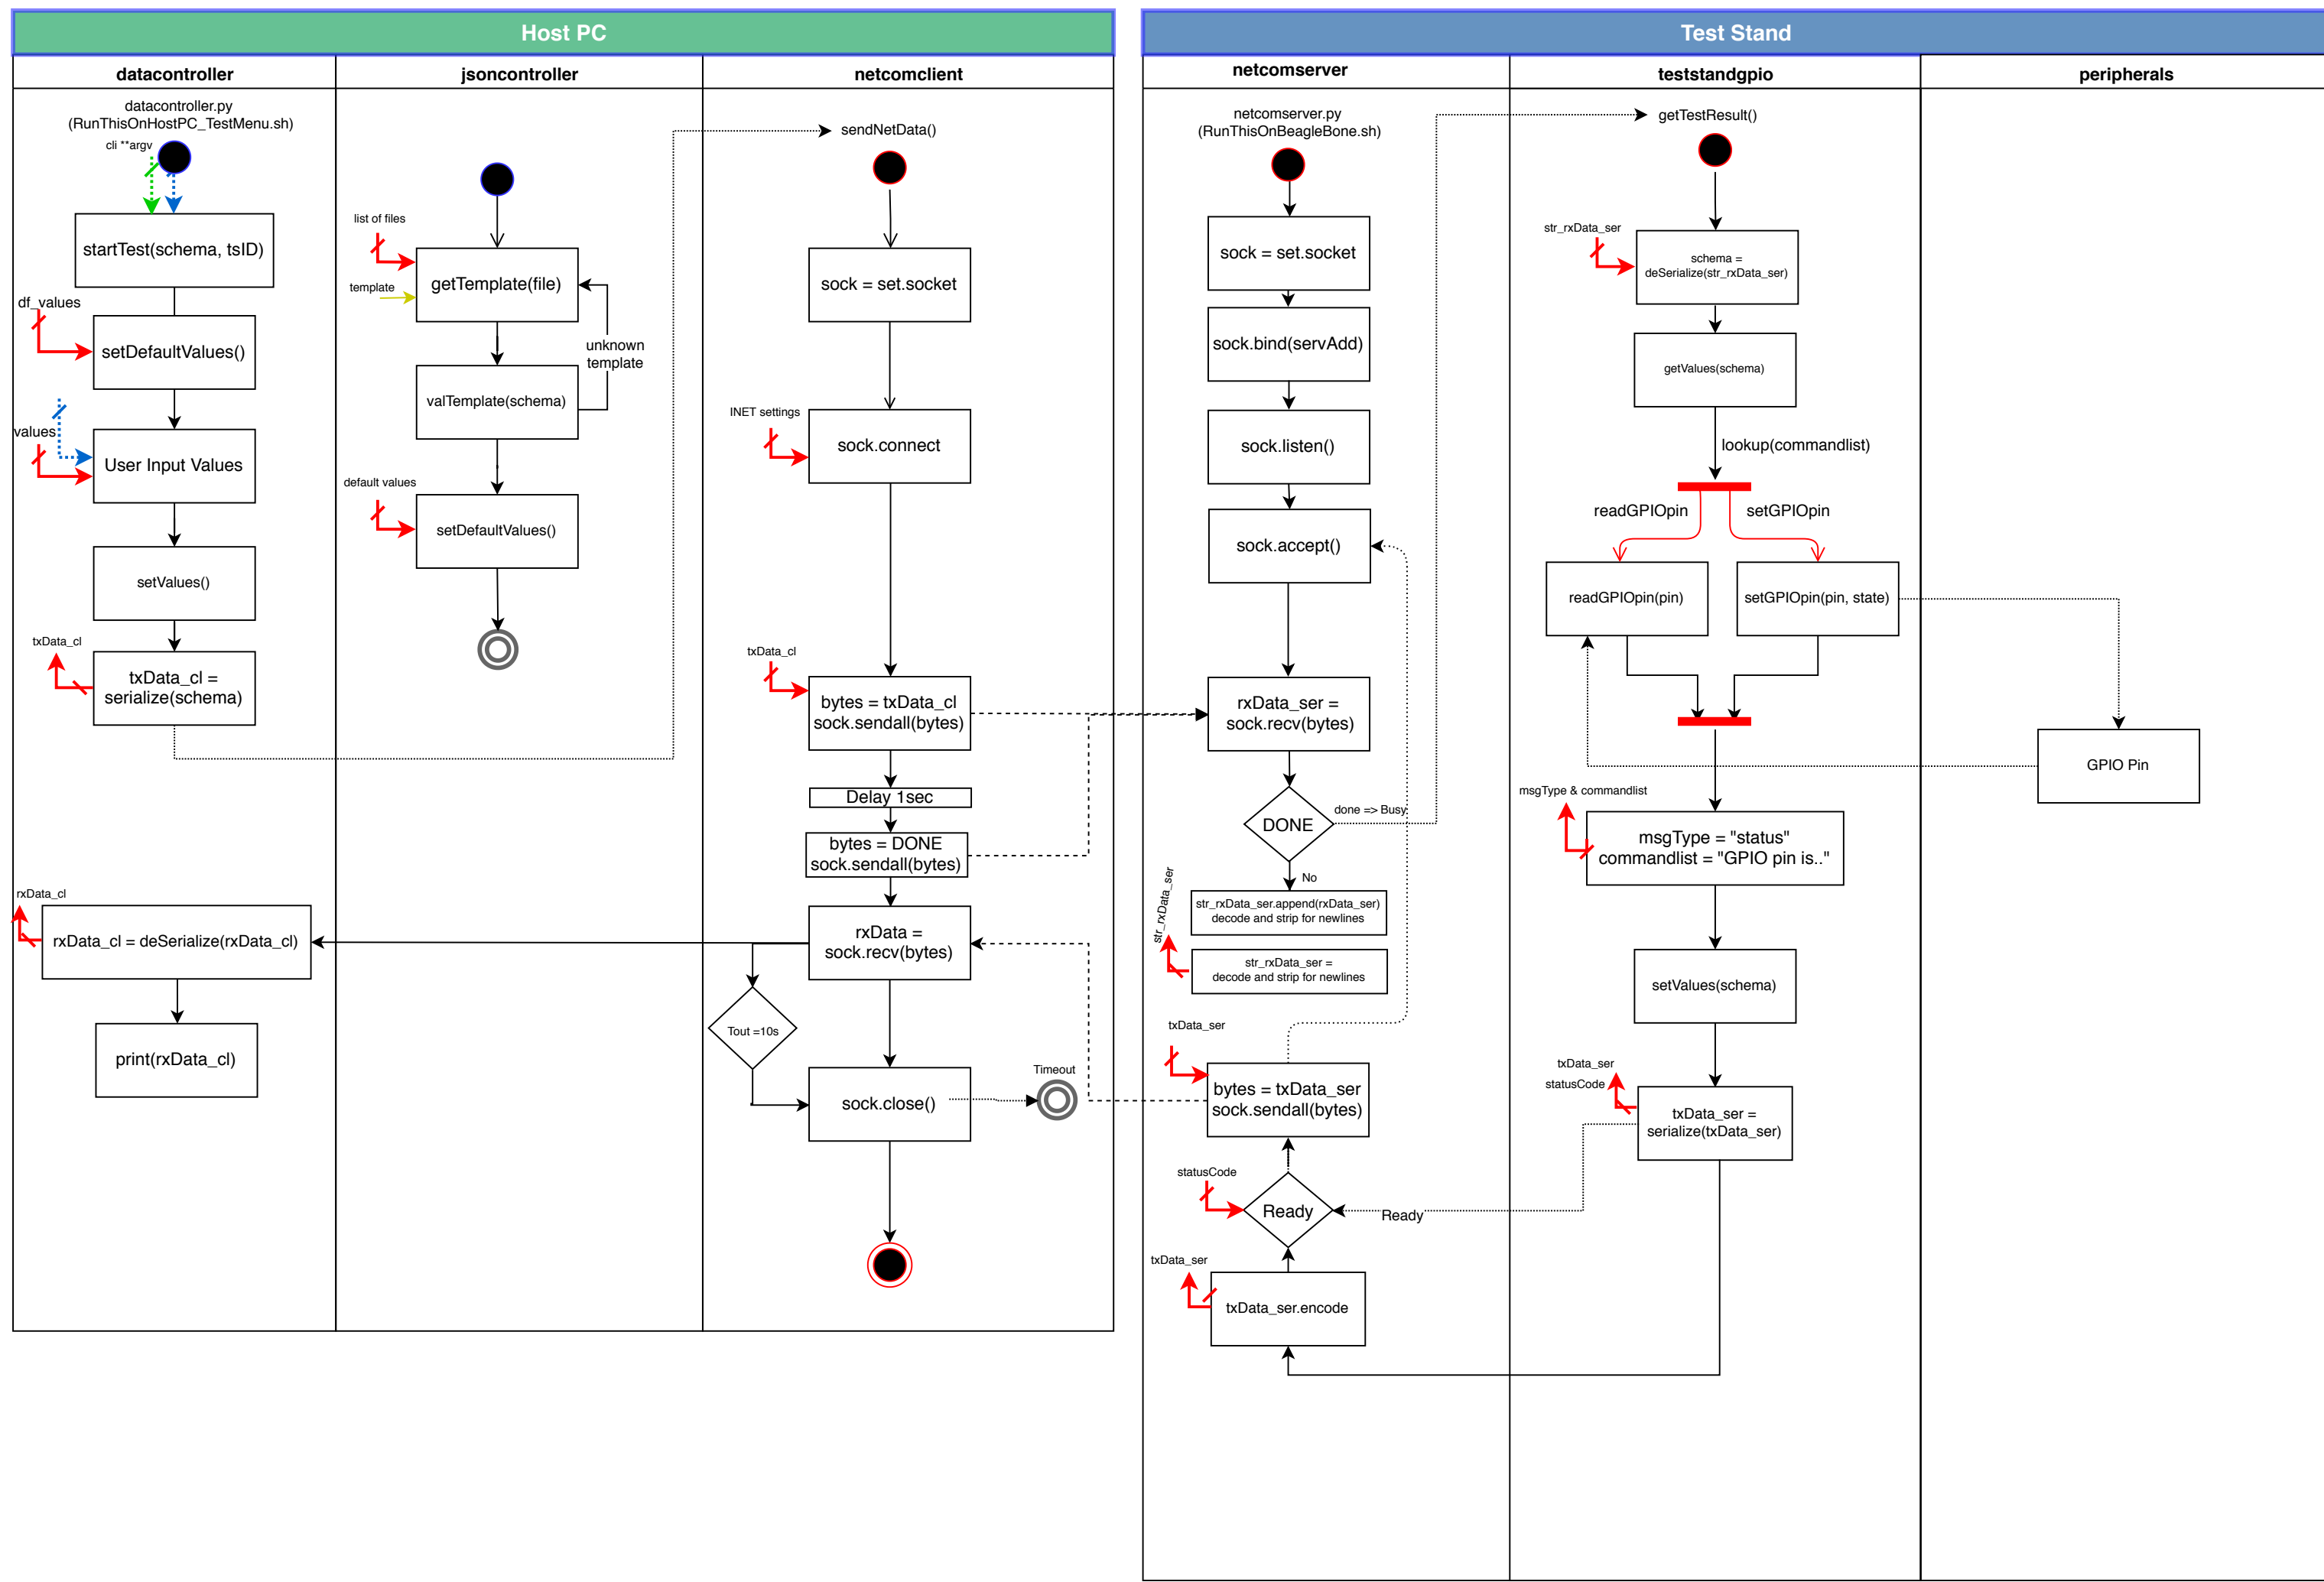 Host PC
Test Stand
datacontroller
jsoncontroller
netcomclient
netcomserver
teststandgpio
peripherals
datacontroller.py
(RunThisOnHostPC_TestMenu.sh)
cli **argv
startTest(schema, tsID)
df_values
setDefaultValues()
values
User Input Values
setValues()
txData_cl
txData_cl =
serialize(schema)
rxData_cl
rxData_cl = deSerialize(rxData_cl)
print(rxData_cl)
list of files
template
getTemplate(file)
unknown
template
valTemplate(schema)
default values
setDefaultValues()
sendNetData()
sock = set.socket
INET settings
sock.connect
txData_cl
bytes = txData_cl
sock.sendall(bytes)
Delay 1sec
bytes = DONE
sock.sendall(bytes)
rxData =
sock.recv(bytes)
Tout =10s
sock.close()
Timeout
netcomserver.py
(RunThisOnBeagleBone.sh)
sock = set.socket
sock.bind(servAdd)
sock.listen()
sock.accept()
rxData_ser =
sock.recv(bytes)
DONE
done => Busy
No
str_rxData_ser.append(rxData_ser)
decode and strip for newlines
str_rxData_ser
str_rxData_ser =
decode and strip for newlines
txData_ser
bytes = txData_ser
sock.sendall(bytes)
statusCode
Ready
Ready
txData_ser
txData_ser.encode
getTestResult()
str_rxData_ser
schema =
deSerialize(str_rxData_ser)
getValues(schema)
lookup(commandlist)
readGPIOpin
setGPIOpin
readGPIOpin(pin)
setGPIOpin(pin, state)
GPIO Pin
msgType & commandlist
msgType = "status"
commandlist = "GPIO pin is.."
setValues(schema)
txData_ser
statusCode
txData_ser =
serialize(txData_ser)